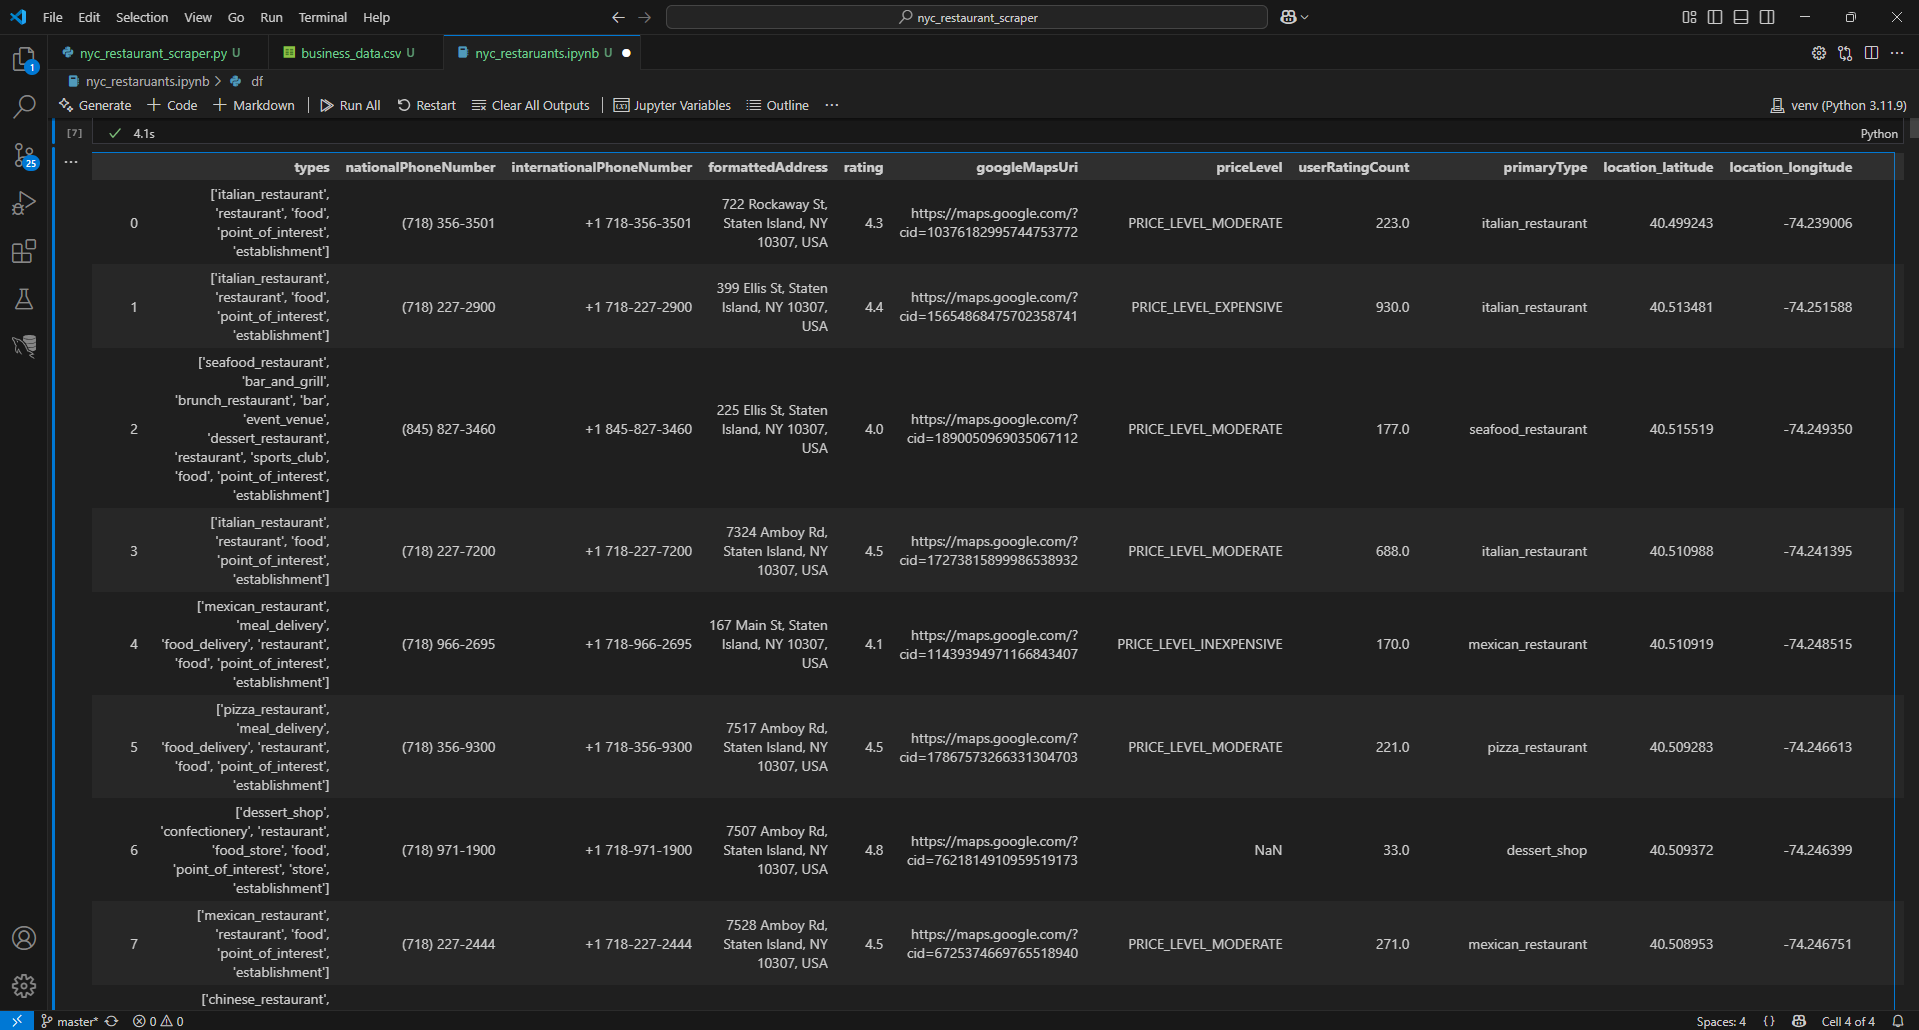 File Edit Selection View Go Run Terminal Help
nyc_restaurant_scraper
nyc_restaurant_scraper.py U
business_data.csv U
nyc_restaruants.ipynb U
nyc_restaruants.ipynb > df
Generate + Code + Markdown Run All Restart Clear All Outputs Jupyter Variables Outline ...
venv (Python 3.11.9)
1
25
[7] 4.1s Python
...
types nationalPhoneNumber internationalPhoneNumber formattedAddress rating googleMapsUri priceLevel userRatingCount primaryType location_latitude location_longitude
0
['italian_restaurant',
'restaurant', 'food',
'point_of_interest',
'establishment']
(718) 356-3501
+1 718-356-3501
722 Rockaway St,
Staten Island, NY
10307, USA
4.3
https://maps.google.com/?
cid=10376182995744753772
PRICE_LEVEL_MODERATE
223.0
italian_restaurant
40.499243
-74.239006
1
['italian_restaurant',
'restaurant', 'food',
'point_of_interest',
'establishment']
(718) 227-2900
+1 718-227-2900
399 Ellis St, Staten
Island, NY 10307,
USA
4.4
https://maps.google.com/?
cid=15654868475702358741
PRICE_LEVEL_EXPENSIVE
930.0
italian_restaurant
40.513481
-74.251588
2
['seafood_restaurant',
'bar_and_grill',
'brunch_restaurant', 'bar',
'event_venue',
'dessert_restaurant',
'restaurant', 'sports_club',
'food', 'point_of_interest',
'establishment']
(845) 827-3460
+1 845-827-3460
225 Ellis St, Staten
Island, NY 10307,
USA
4.0
https://maps.google.com/?
cid=1890050969035067112
PRICE_LEVEL_MODERATE
177.0
seafood_restaurant
40.515519
-74.249350
3
['italian_restaurant',
'restaurant', 'food',
'point_of_interest',
'establishment']
(718) 227-7200
+1 718-227-7200
7324 Amboy Rd,
Staten Island, NY
10307, USA
4.5
https://maps.google.com/?
cid=17273815899986538932
PRICE_LEVEL_MODERATE
688.0
italian_restaurant
40.510988
-74.241395
4
['mexican_restaurant',
'meal_delivery',
'food_delivery', 'restaurant',
'food', 'point_of_interest',
'establishment']
(718) 966-2695
+1 718-966-2695
167 Main St, Staten
Island, NY 10307,
USA
4.1
https://maps.google.com/?
cid=11439394971166843407
PRICE_LEVEL_INEXPENSIVE
170.0
mexican_restaurant
40.510919
-74.248515
5
['pizza_restaurant',
'meal_delivery',
'food_delivery', 'restaurant',
'food', 'point_of_interest',
'establishment']
(718) 356-9300
+1 718-356-9300
7517 Amboy Rd,
Staten Island, NY
10307, USA
4.5
https://maps.google.com/?
cid=17867573266331304703
PRICE_LEVEL_MODERATE
221.0
pizza_restaurant
40.509283
-74.246613
6
['dessert_shop',
'confectionery', 'restaurant',
'food_store', 'food',
'point_of_interest', 'store',
'establishment']
(718) 971-1900
+1 718-971-1900
7507 Amboy Rd,
Staten Island, NY
10307, USA
4.8
https://maps.google.com/?
cid=7621814910959519173
NaN
33.0
dessert_shop
40.509372
-74.246399
7
['mexican_restaurant',
'restaurant', 'food',
'point_of_interest',
'establishment']
(718) 227-2444
+1 718-227-2444
7528 Amboy Rd,
Staten Island, NY
10307, USA
4.5
https://maps.google.com/?
cid=6725374669765518940
PRICE_LEVEL_MODERATE
271.0
mexican_restaurant
40.508953
-74.246751
['chinese_restaurant',
master* 0 0
Spaces: 4 {} Cell 4 of 4